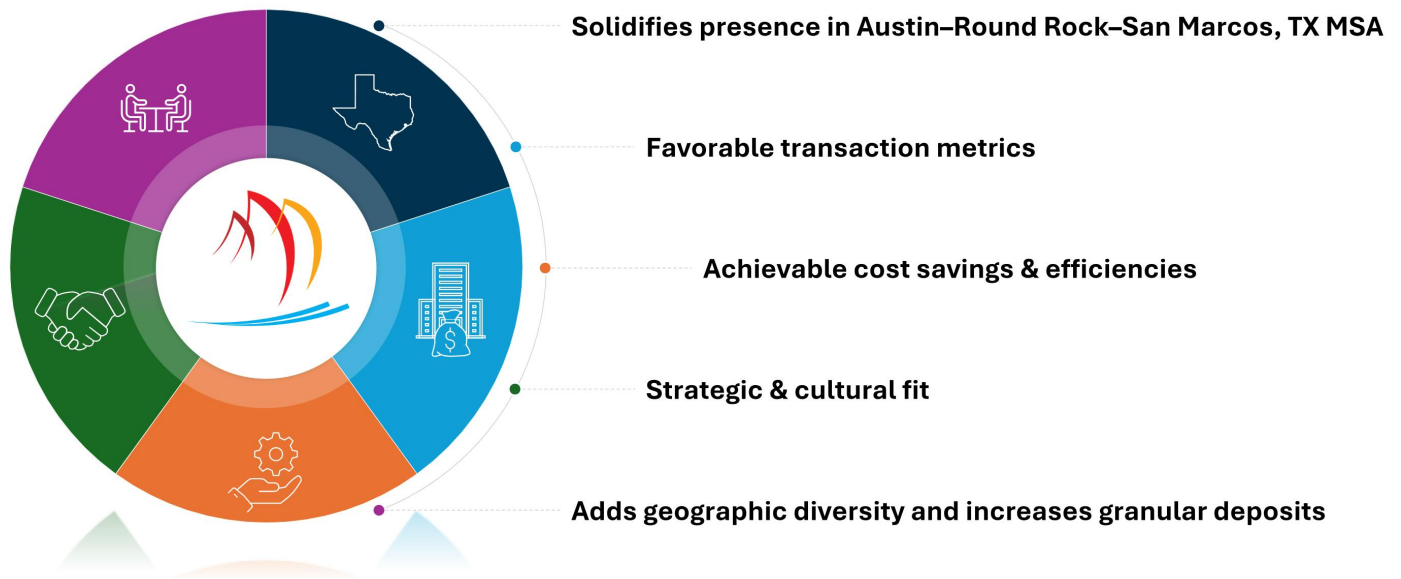 Solidifies presence in Austin–Round Rock–San Marcos, TX MSA
Favorable transaction metrics
Achievable cost savings & efficiencies
$
Strategic & cultural fit
Adds geographic diversity and increases granular deposits